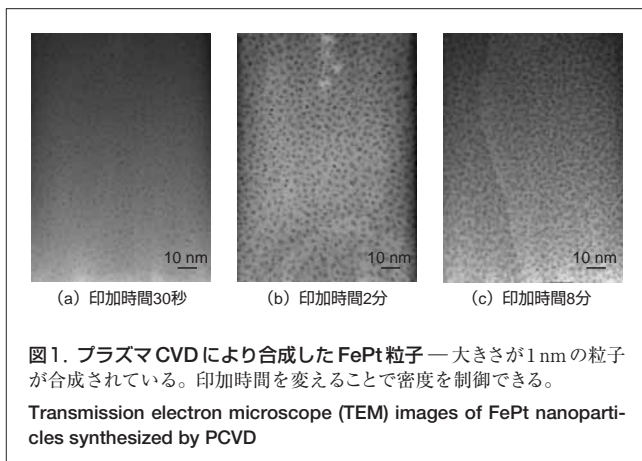 10 nm
10 nm
10 nm
(a) 印加時間30秒
(b) 印加時間2分
(c) 印加時間8分
図1. プラズマCVDにより合成したFePt粒子 — 大きさが1 nmの粒子
が合成されている。印加時間を変えることで密度を制御できる。
Transmission electron microscope (TEM) images of FePt nanoparti-
cles synthesized by PCVD